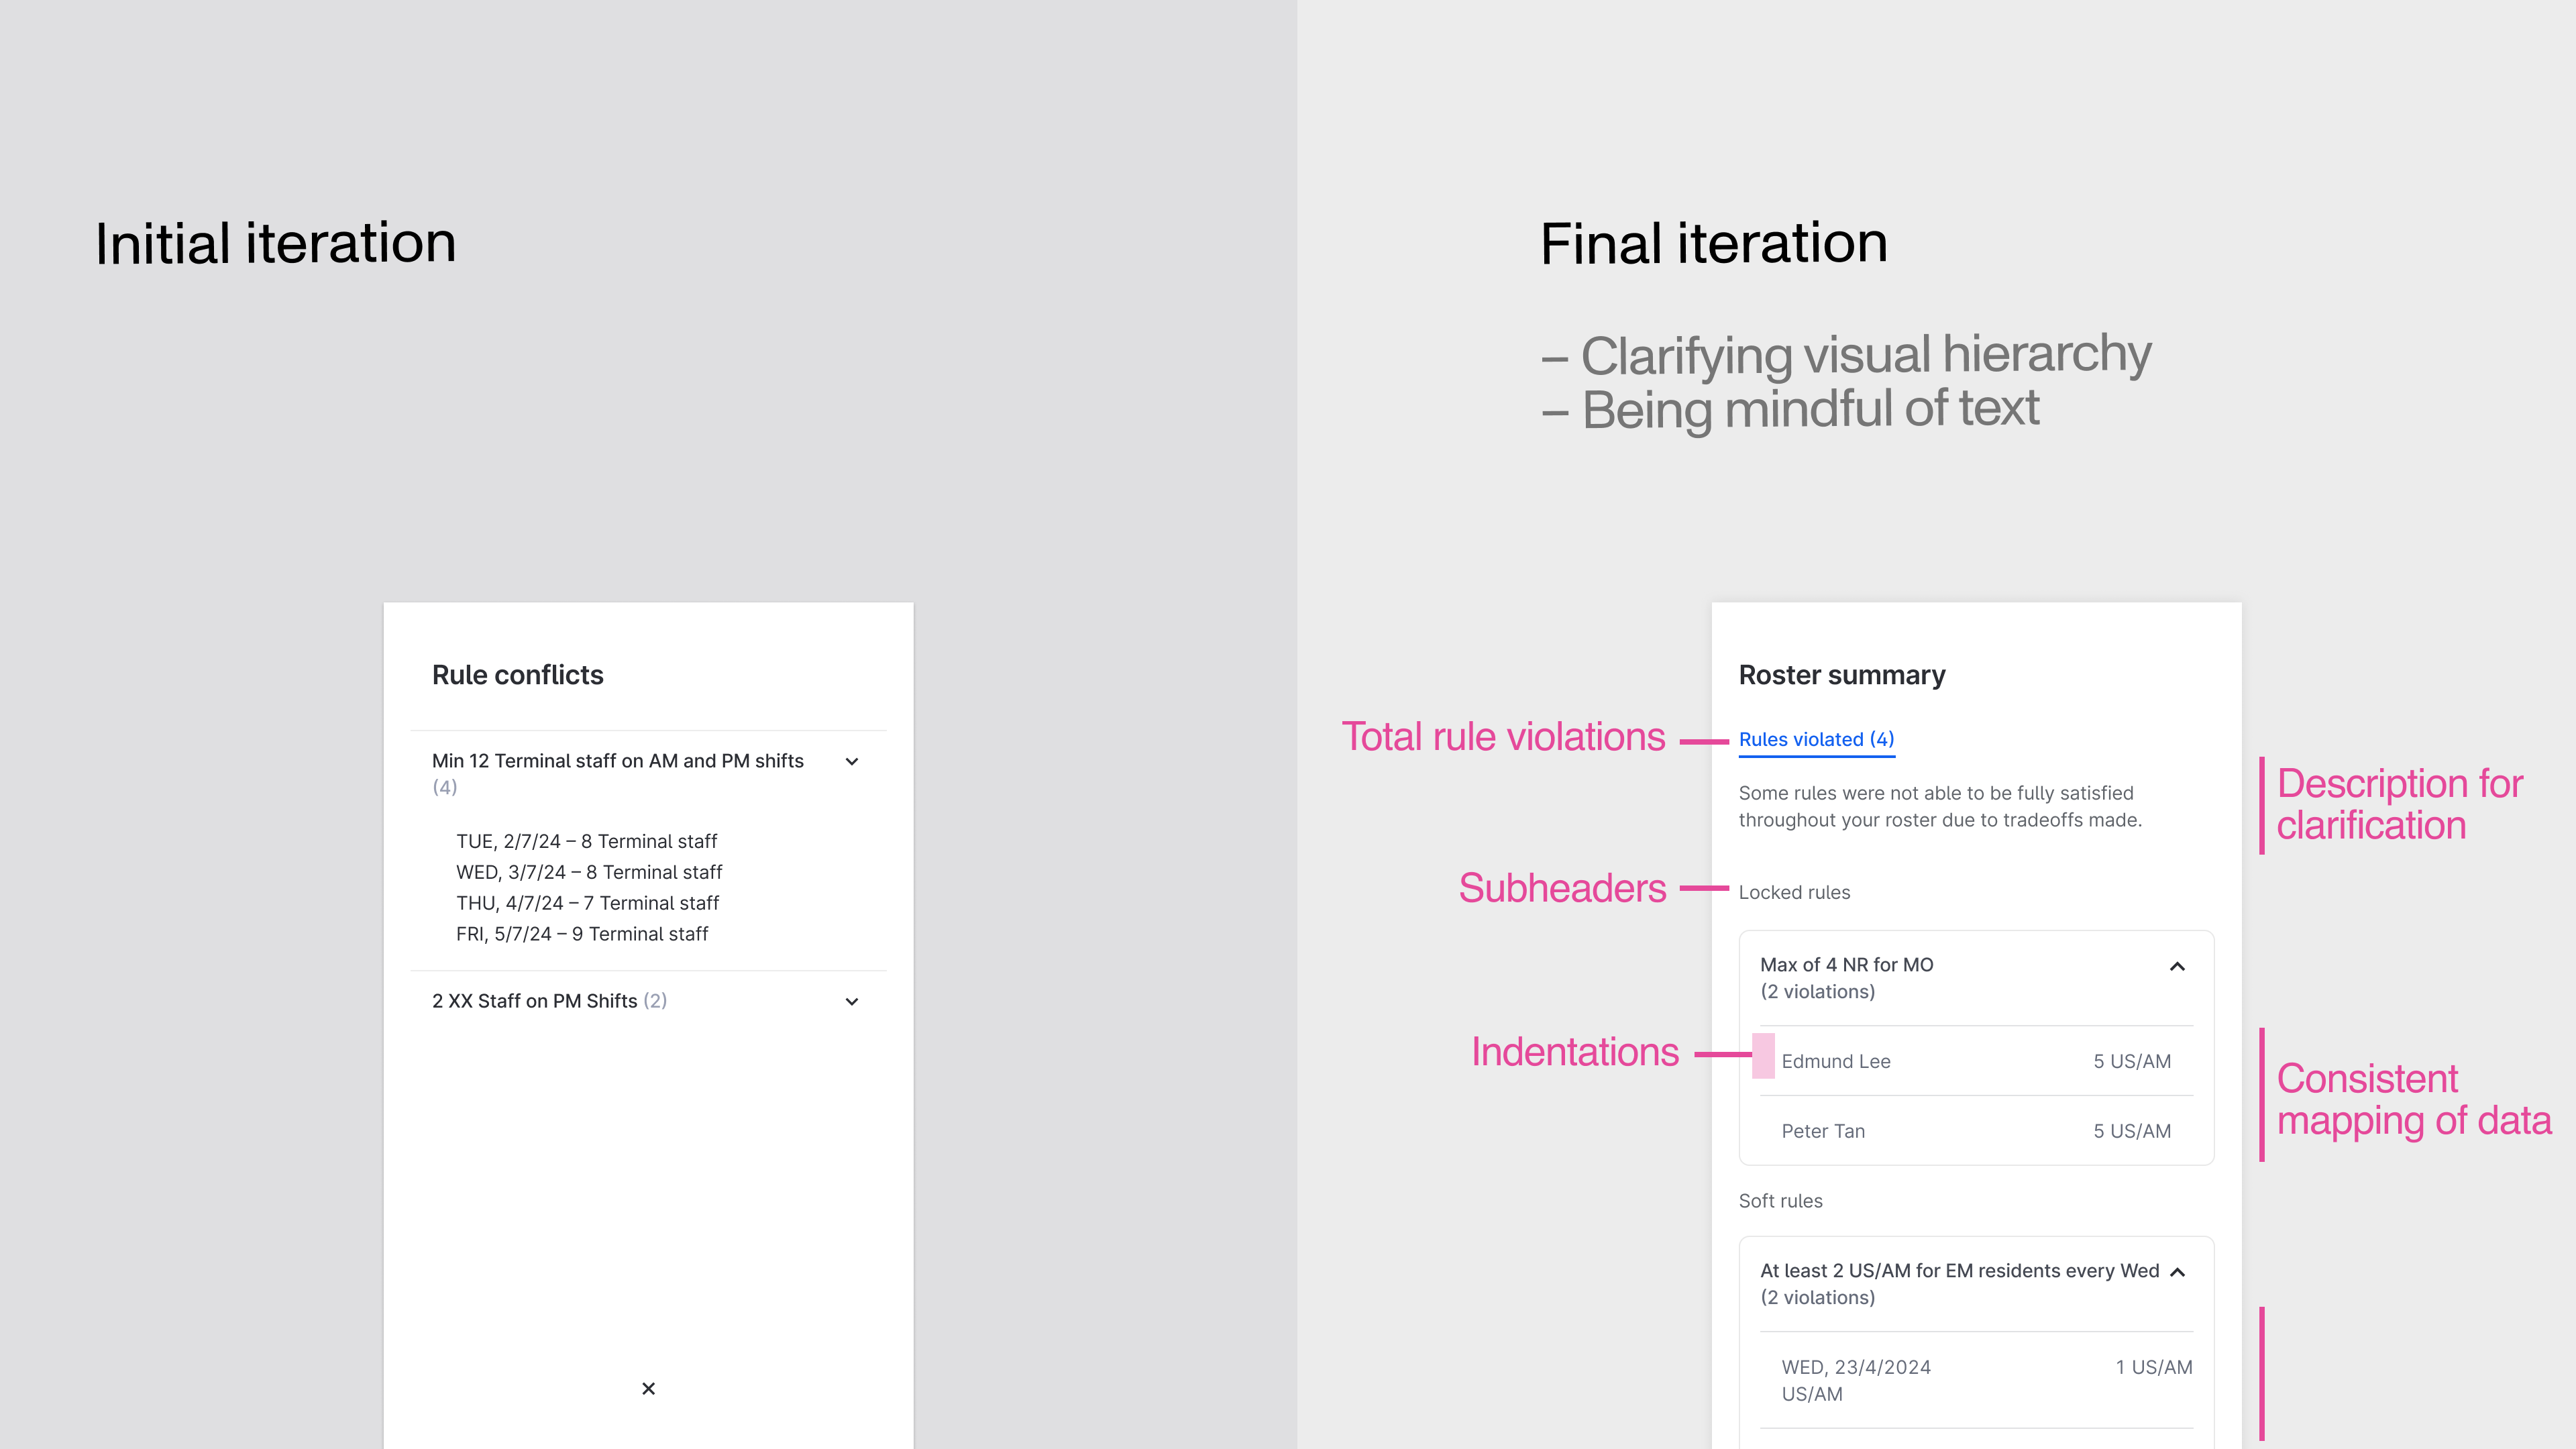 Initial iteration
Rule conflicts
Min 12 Terminal staff on AM and PM shifts
(4)
TUE, 2/7/24 – 8 Terminal staff
WED, 3/7/24 – 8 Terminal staff
THU, 4/7/24 – 7 Terminal staff
FRI, 5/7/24 – 9 Terminal staff
2 XX Staff on PM Shifts (2)
Final iteration
– Clarifying visual hierarchy
– Being mindful of text
Roster summary
Total rule violations
Rules violated (4)
Some rules were not able to be fully satisfied
throughout your roster due to tradeoffs made.
Description for
clarification
Subheaders
Locked rules
Max of 4 NR for MO
(2 violations)
Indentations
Edmund Lee 5 US/AM
Peter Tan 5 US/AM
Consistent
mapping of data
Soft rules
At least 2 US/AM for EM residents every Wed
(2 violations)
WED, 23/4/2024 1 US/AM
US/AM